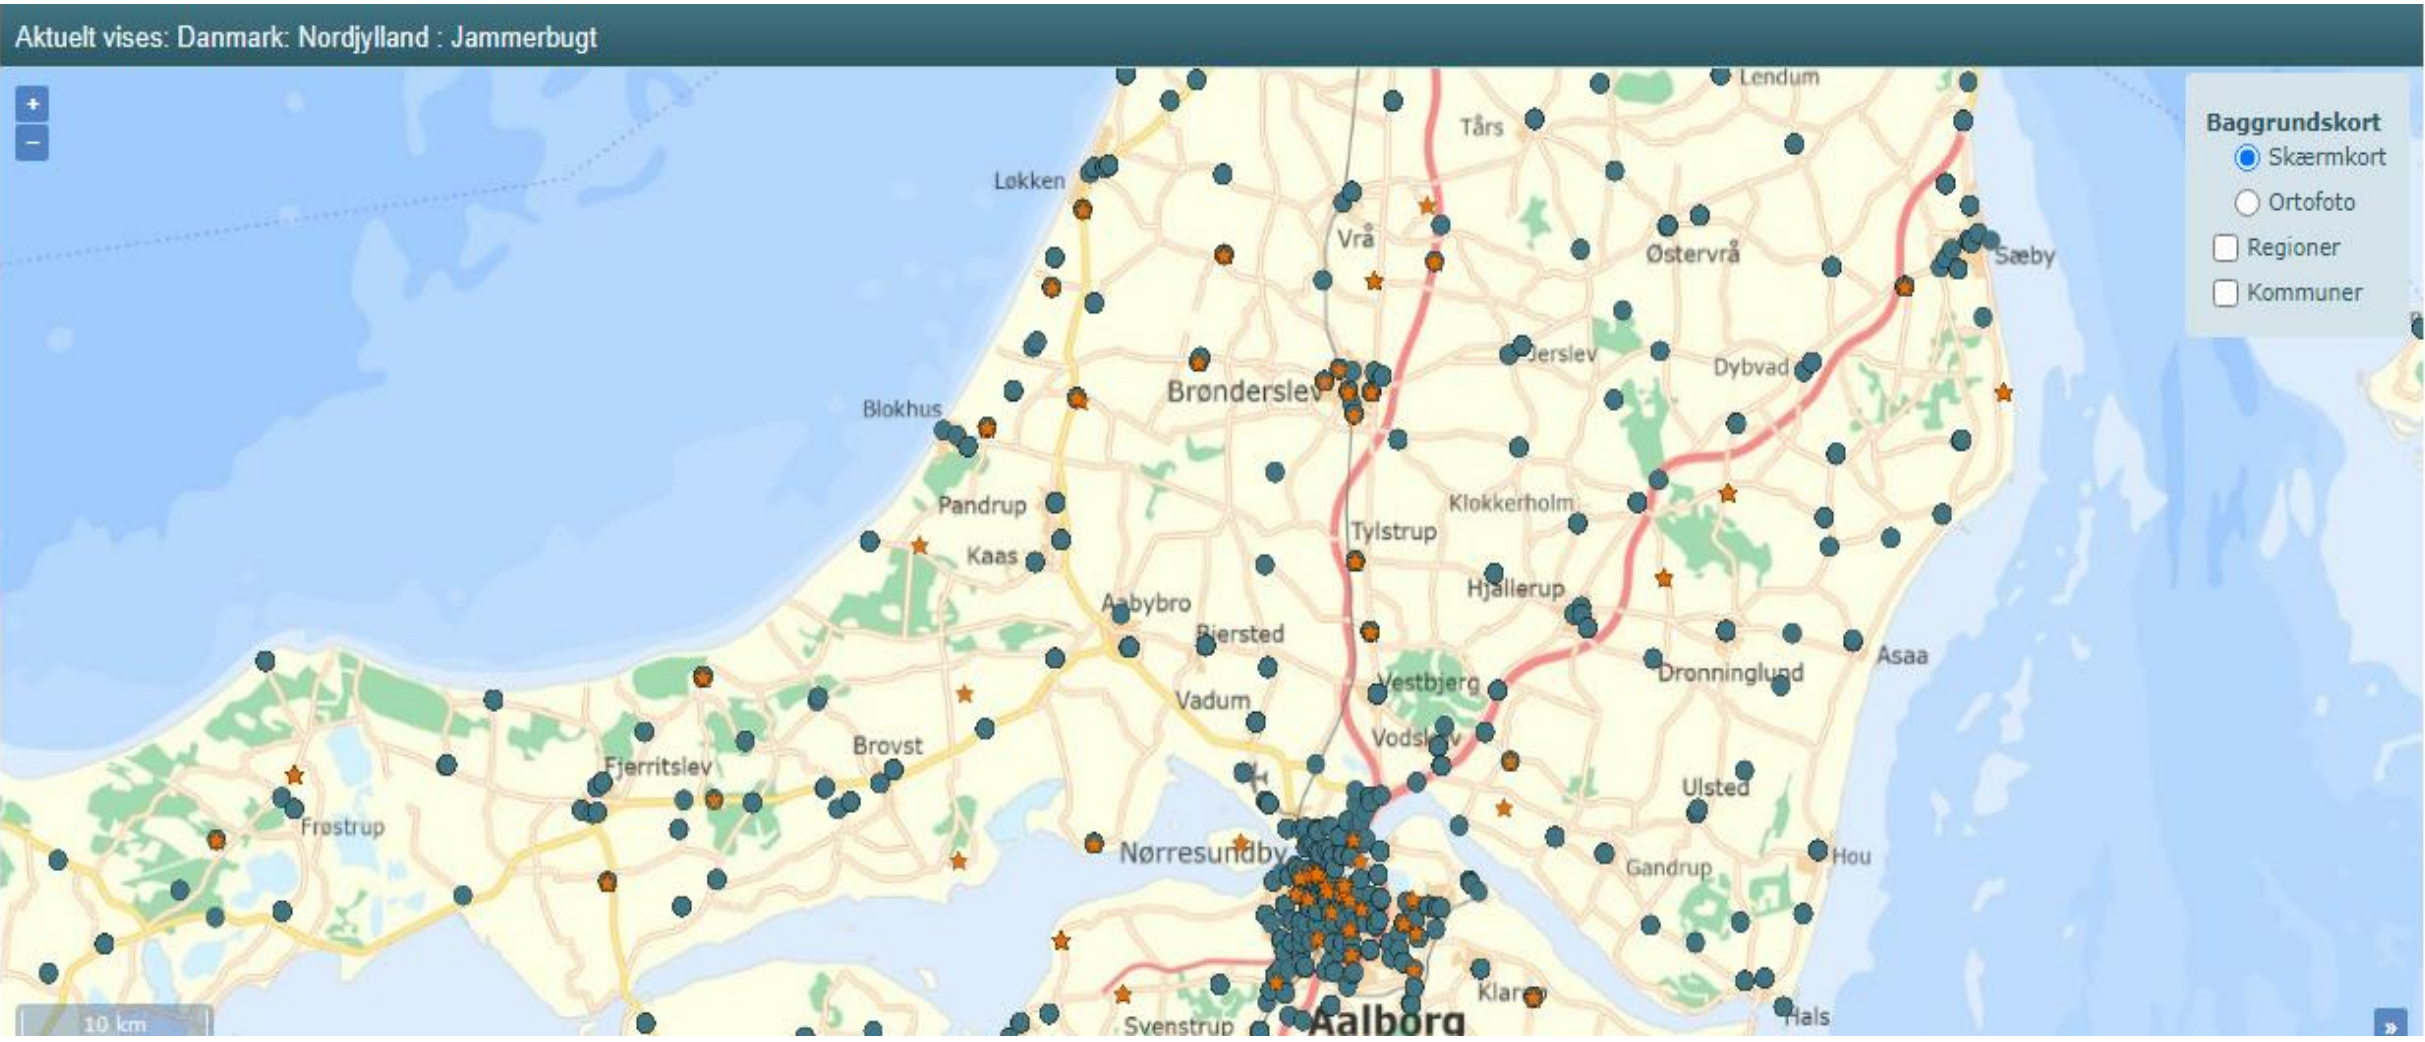 Aktuelt vises: Danmark: Nordjylland : Jammerbugt
+
−
Baggrundskort
Skærmkort
Ortofoto
Regioner
Kommuner
Lendum
Tårs
Løkken
Vrå
Østervrå
Sæby
Jerslev
Dybvad
Brønderslev
Blokhus
Pandrup
Klokkerholm
Tylstrup
Kaas
Hjallerup
Aabybro
Biersted
Asaa
Dronninglund
Vestbjerg
Vadum
Vodskov
Brovst
Fjerritslev
Ulsted
Frøstrup
Nørresundby
Hou
Gandrup
Klarup
Hals
10 km
Svenstrup
Aalborg
»